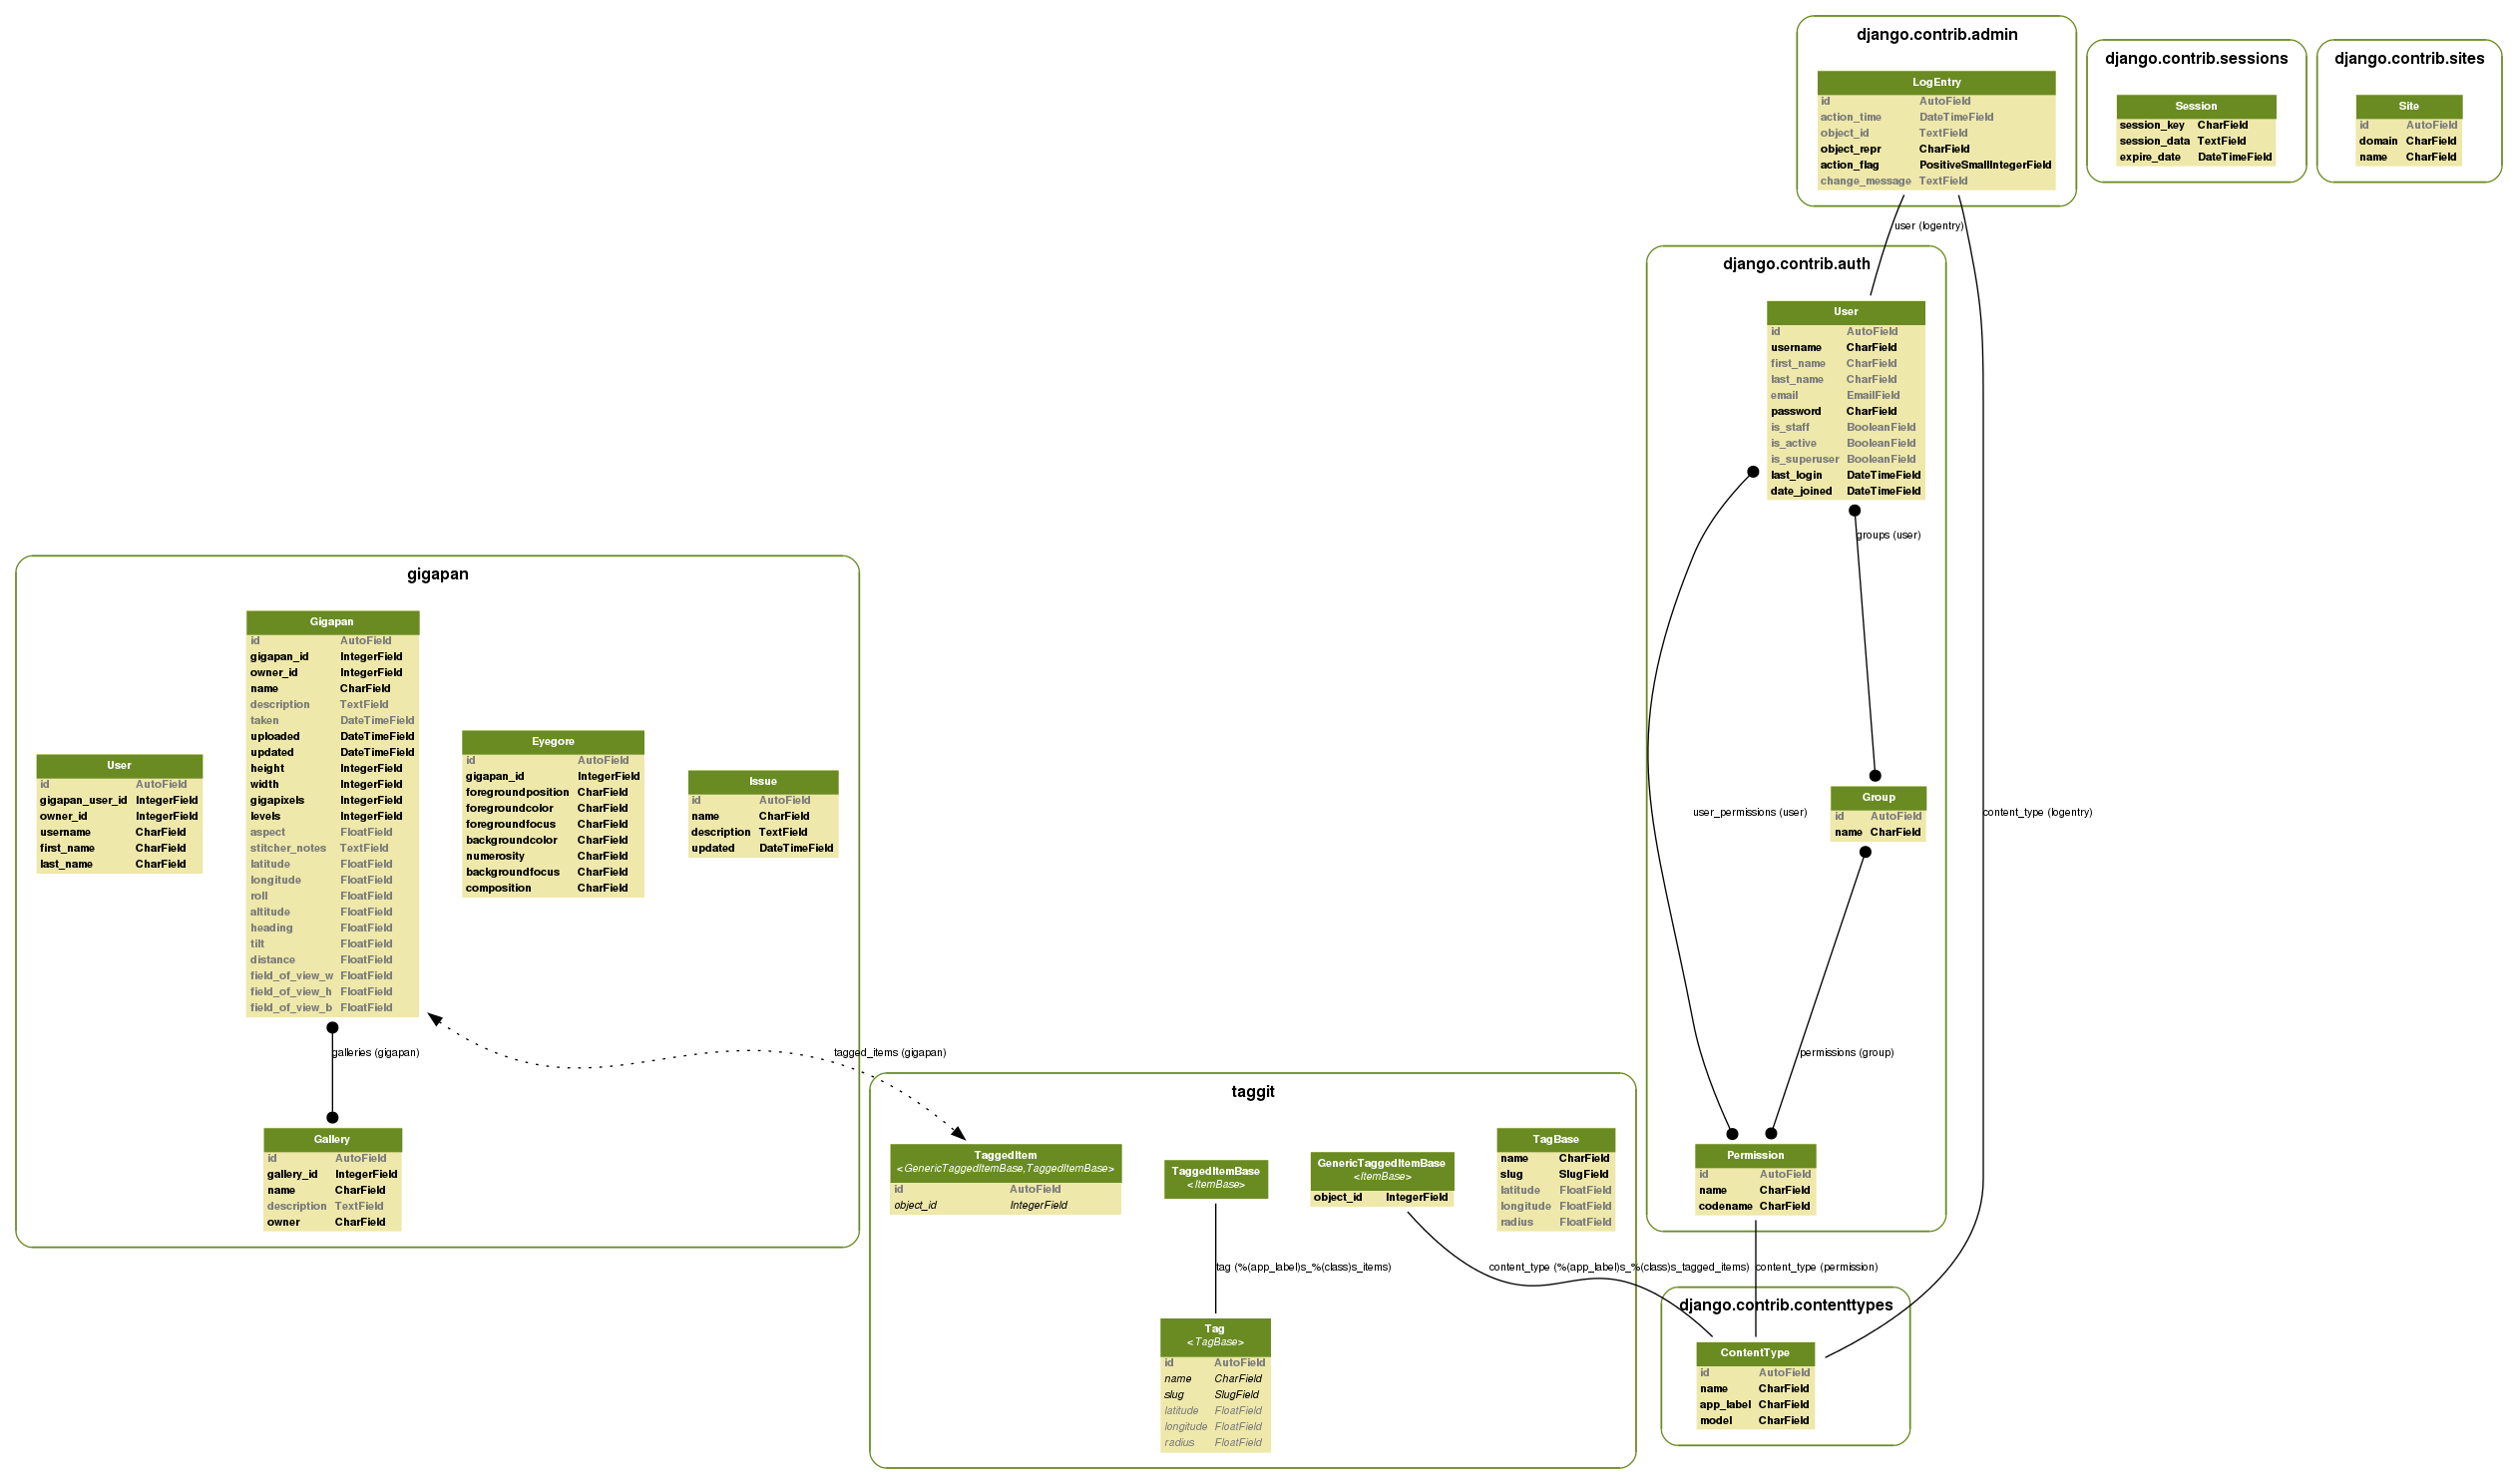 django.contrib.admin
LogEntry
id AutoField
action_time DateTimeField
object_id TextField
object_repr CharField
action_flag PositiveSmallIntegerField
change_message TextField
django.contrib.sessions
Session
session_key CharField
session_data TextField
expire_date DateTimeField
django.contrib.sites
Site
id AutoField
domain CharField
name CharField
user (logentry)
django.contrib.auth
User
id AutoField
username CharField
first_name CharField
last_name CharField
email EmailField
password CharField
is_staff BooleanField
is_active BooleanField
is_superuser BooleanField
last_login DateTimeField
date_joined DateTimeField
groups (user)
user_permissions (user)
Group
id AutoField
name CharField
content_type (logentry)
permissions (group)
Permission
id AutoField
name CharField
codename CharField
gigapan
User
id AutoField
gigapan_user_id IntegerField
owner_id IntegerField
username CharField
first_name CharField
last_name CharField
Gigapan
id AutoField
gigapan_id IntegerField
owner_id IntegerField
name CharField
description TextField
taken DateTimeField
uploaded DateTimeField
updated DateTimeField
height IntegerField
width IntegerField
gigapixels IntegerField
levels IntegerField
aspect FloatField
stitcher_notes TextField
latitude FloatField
longitude FloatField
roll FloatField
altitude FloatField
heading FloatField
tilt FloatField
distance FloatField
field_of_view_w FloatField
field_of_view_h FloatField
field_of_view_b FloatField
Eyegore
id AutoField
gigapan_id IntegerField
foregroundposition CharField
foregroundcolor CharField
foregroundfocus CharField
backgroundcolor CharField
numerosity CharField
backgroundfocus CharField
composition CharField
Issue
id AutoField
name CharField
description TextField
updated DateTimeField
galleries (gigapan)
tagged_items (gigapan)
Gallery
id AutoField
gallery_id IntegerField
name CharField
description TextField
owner CharField
taggit
TaggedItem
<GenericTaggedItemBase,TaggedItemBase>
id AutoField
object_id IntegerField
TaggedItemBase
<ItemBase>
GenericTaggedItemBase
<ItemBase>
object_id IntegerField
TagBase
name CharField
slug SlugField
latitude FloatField
longitude FloatField
radius FloatField
tag (%(app_label)s_%(class)s_items)
content_type (%(app_label)s_%(class)s_tagged_items)
content_type (permission)
Tag
<TagBase>
id AutoField
name CharField
slug SlugField
latitude FloatField
longitude FloatField
radius FloatField
django.contrib.contenttypes
ContentType
id AutoField
name CharField
app_label CharField
model CharField